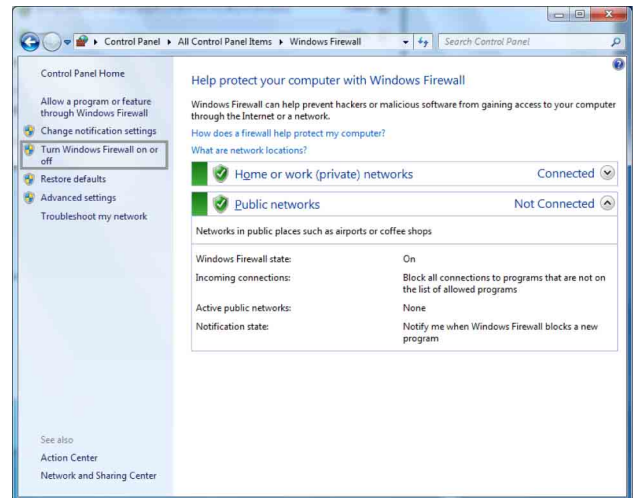 Control Panel ▸ All Control Panel Items ▸ Windows Firewall
Search Control Panel
Control Panel Home
Allow a program or feature
through Windows Firewall
Change notification settings
Turn Windows Firewall on or
off
Restore defaults
Advanced settings
Troubleshoot my network
See also
Action Center
Network and Sharing Center
Help protect your computer with Windows Firewall
Windows Firewall can help prevent hackers or malicious software from gaining access to your computer
through the Internet or a network.
How does a firewall help protect my computer?
What are network locations?
Home or work (private) networks Connected
Public networks Not Connected
Networks in public places such as airports or coffee shops
Windows Firewall state: On
Incoming connections: Block all connections to programs that are not on
the list of allowed programs
Active public networks: None
Notification state: Notify me when Windows Firewall blocks a new
program